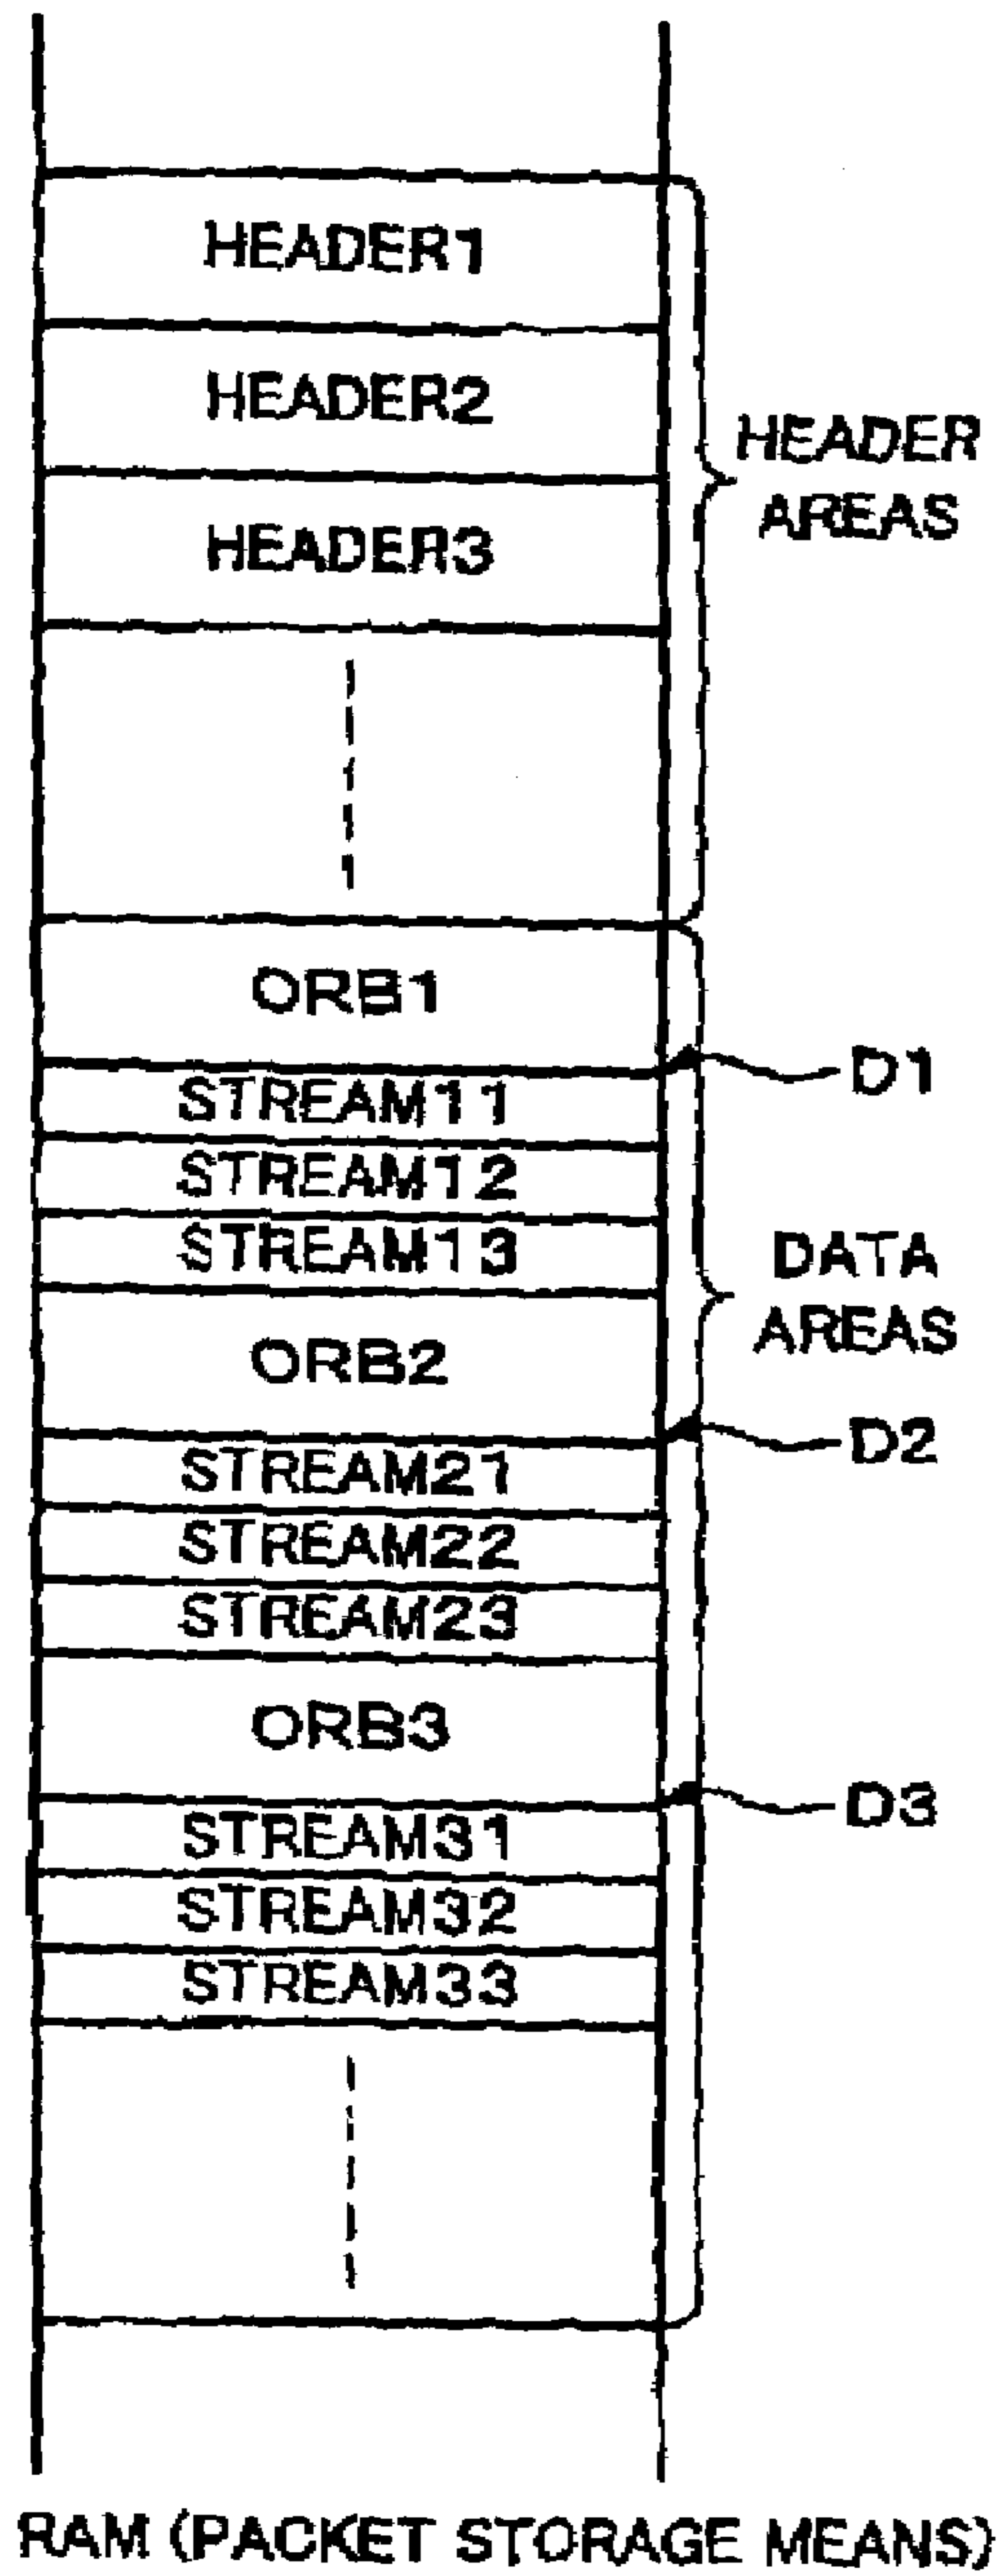 HEADER1
HEADER2
HEADER3
HEADER
AREAS
ORB1
D1
STREAM11
STREAM12
STREAM13
DATA
AREAS
ORB2
D2
STREAM21
STREAM22
STREAM23
ORB3
D3
STREAM31
STREAM32
STREAM33
RAM (PACKET STORAGE MEANS)